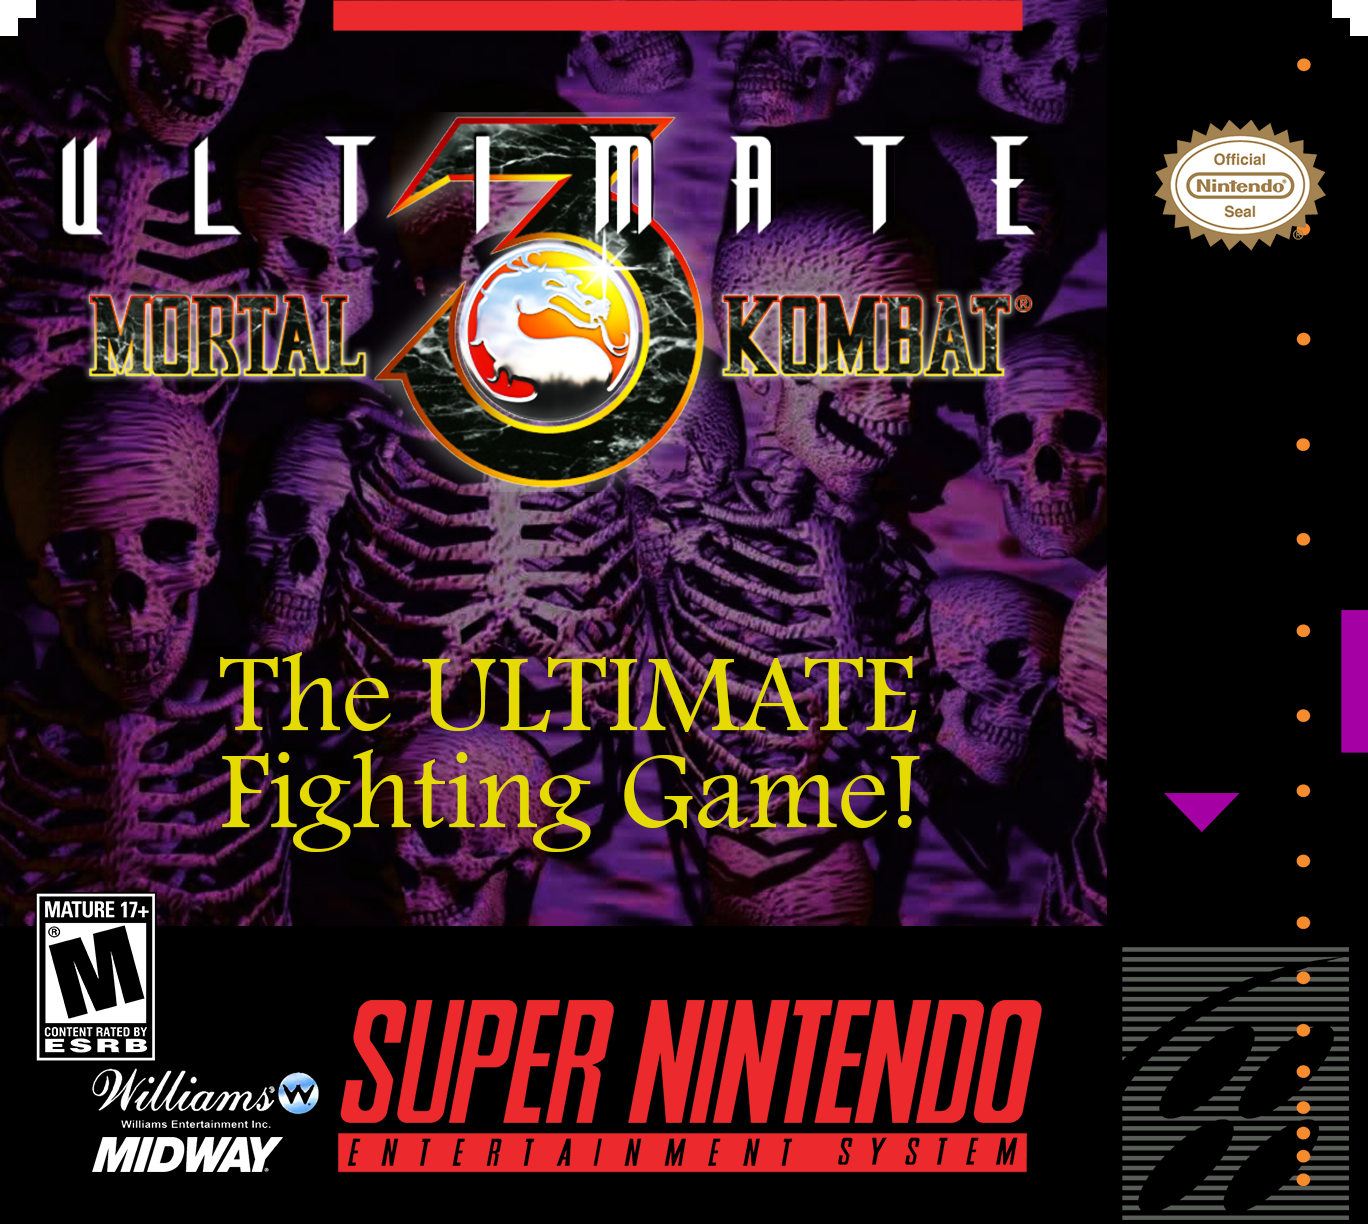 ULTIMATE
MORTAL KOMBAT®
3
The ULTIMATE
Fighting Game!
Official
Nintendo®
Seal
®
MATURE 17+
®
M
CONTENT RATED BY
ESRB
Williams W
Williams Entertainment Inc.
MIDWAY
SUPER NINTENDO
ENTERTAINMENT SYSTEM